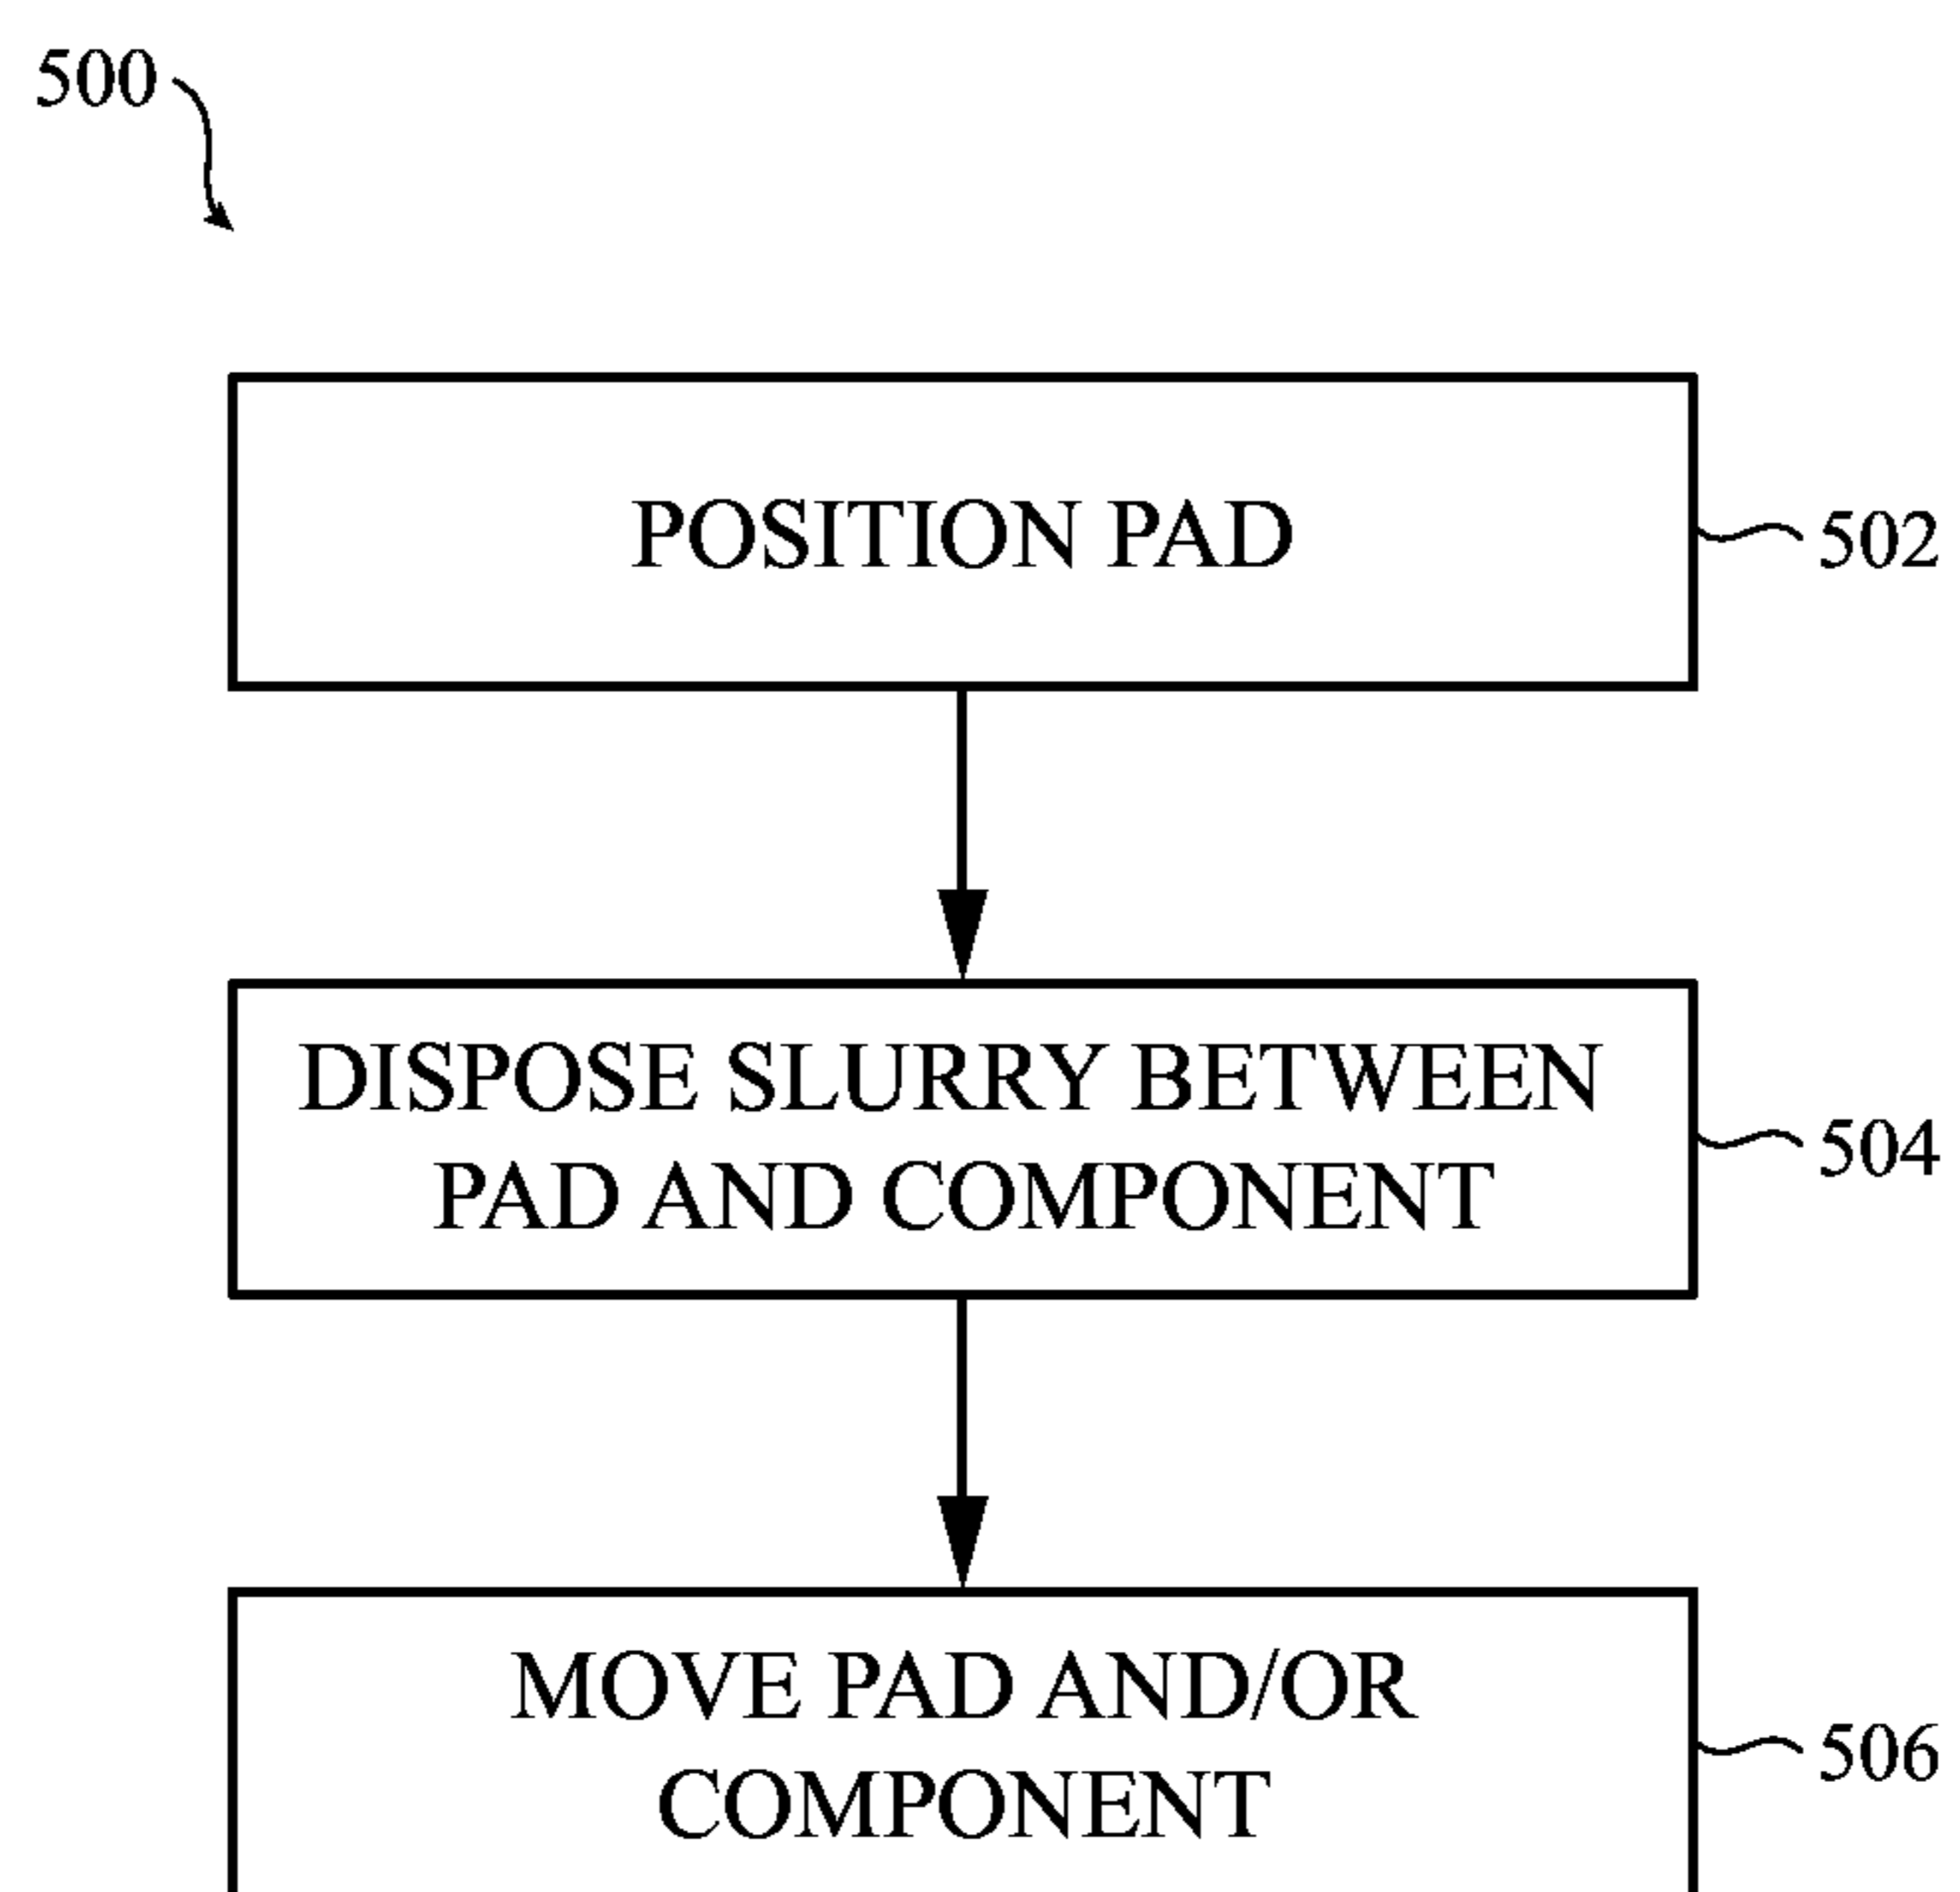 500
POSITION PAD
502
DISPOSE SLURRY BETWEEN
PAD AND COMPONENT
504
MOVE PAD AND/OR
COMPONENT
506